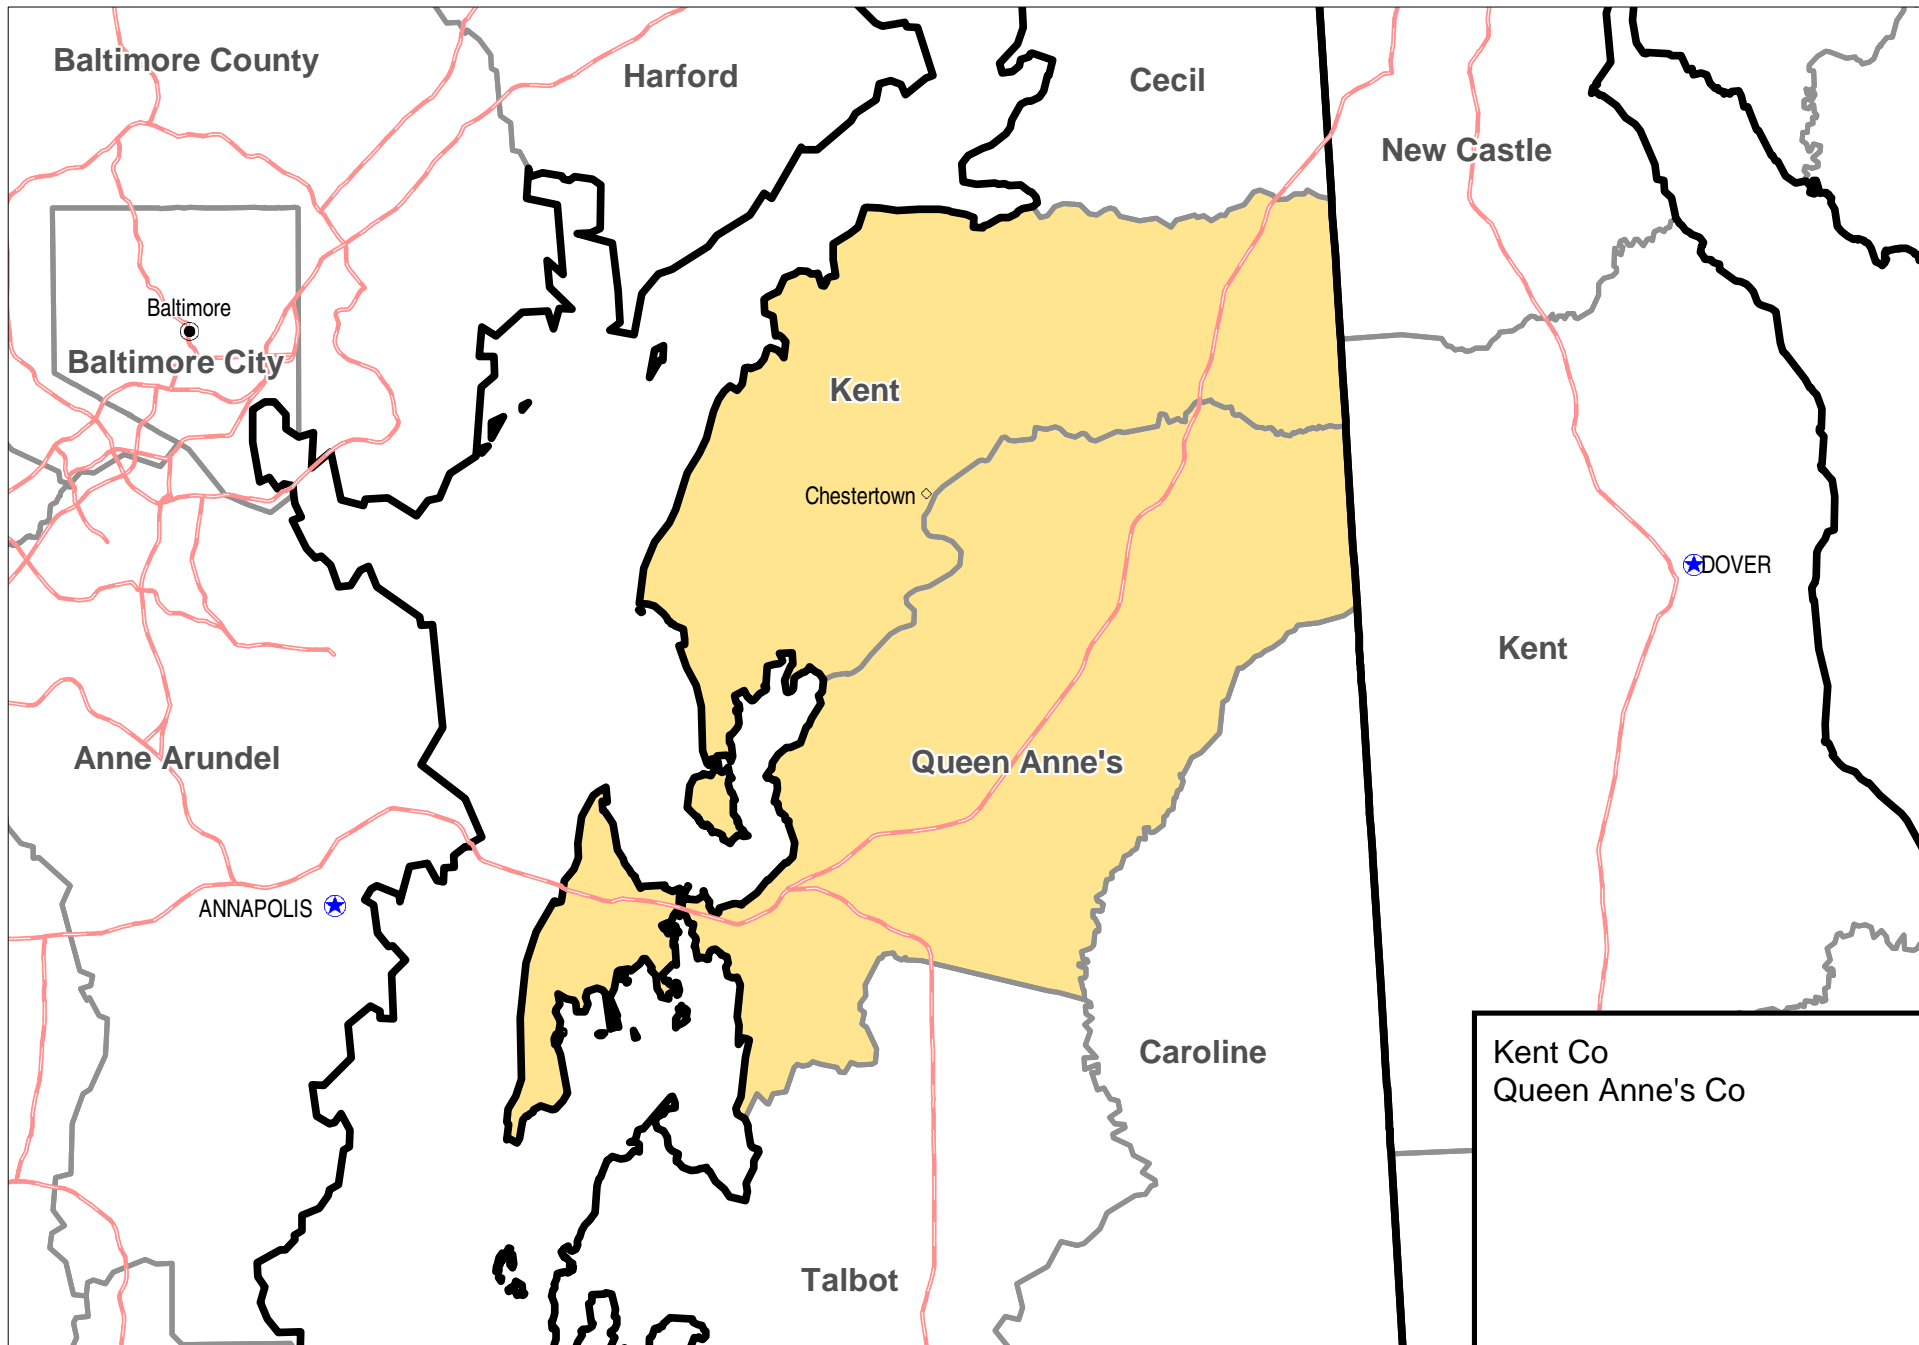 Baltimore County
Harford
Cecil
New Castle
Baltimore
Baltimore City
Kent
Chestertown
DOVER
Kent
Anne Arundel
Queen Anne's
ANNAPOLIS
Caroline
Kent Co
Queen Anne's Co
Talbot